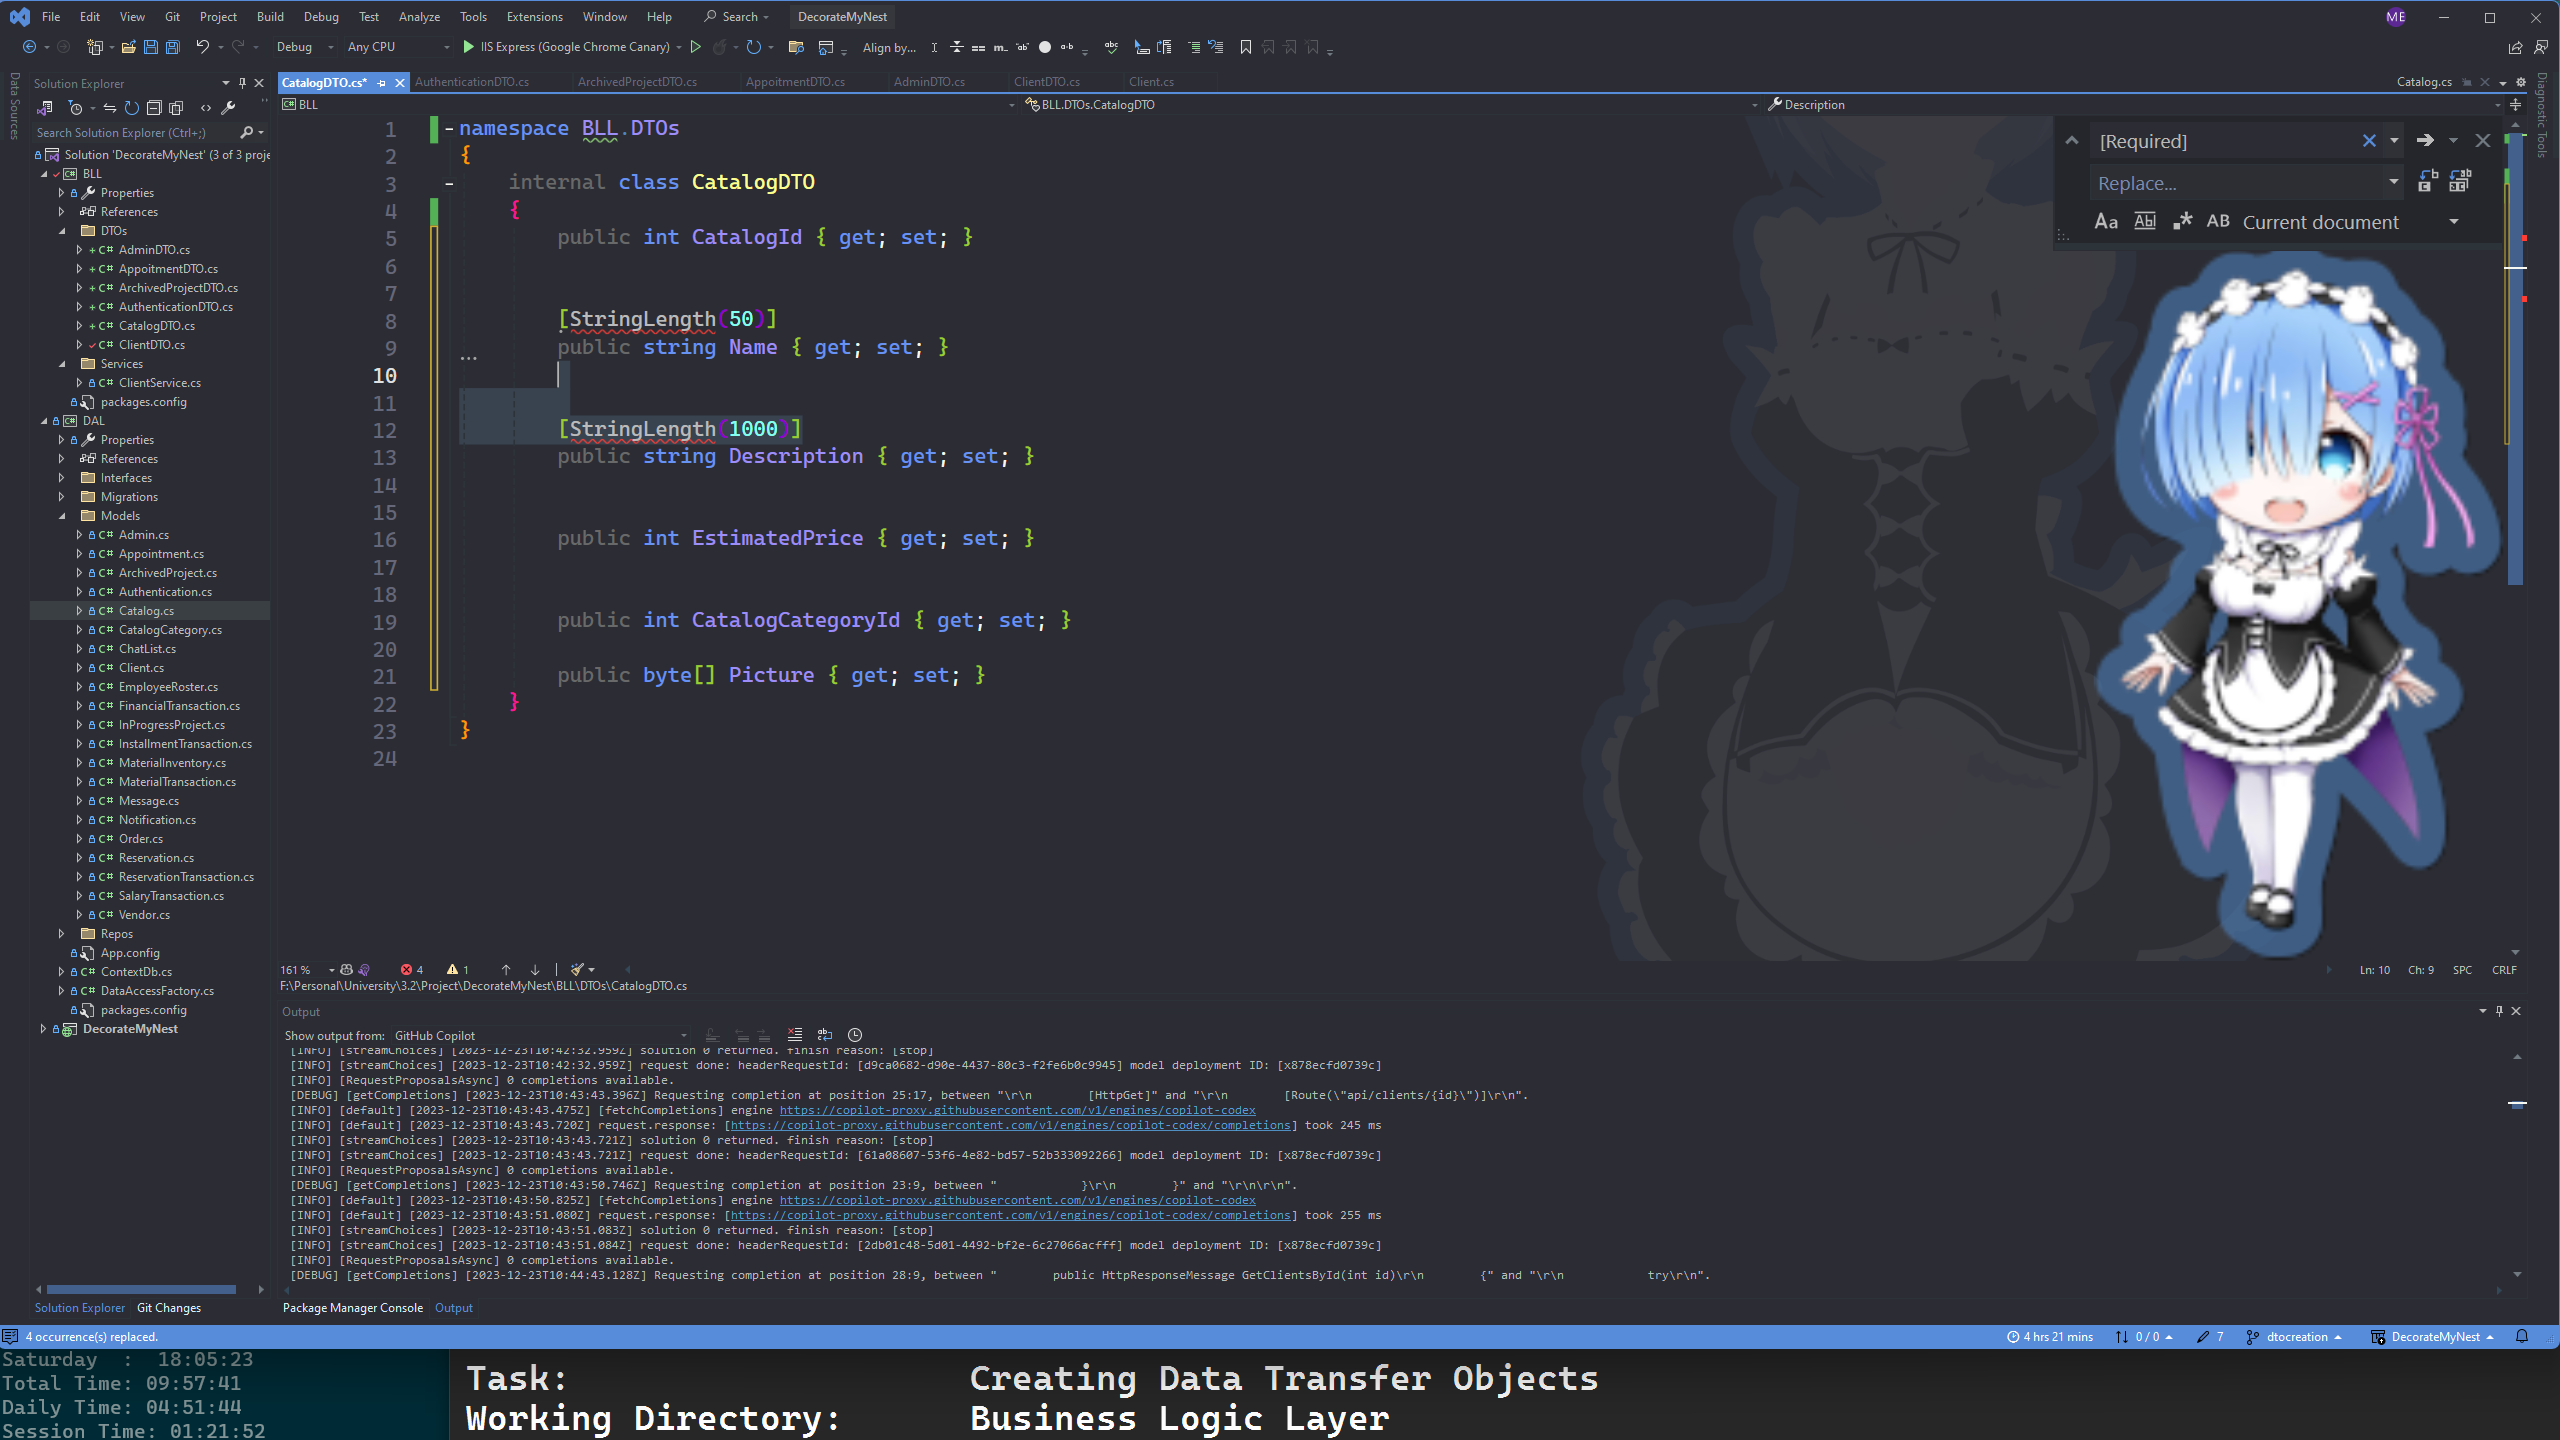 File Edit View Git Project Build Debug Test Analyze Tools Extensions Window Help Search DecorateMyNest ME
Debug Any CPU IIS Express (Google Chrome Canary) Align by...
Data Sources
Solution Explorer
Search Solution Explorer (Ctrl+;)
Solution 'DecorateMyNest' (3 of 3 proje
BLL
Properties
References
DTOs
AdminDTO.cs
AppoitmentDTO.cs
ArchivedProjectDTO.cs
AuthenticationDTO.cs
CatalogDTO.cs
ClientDTO.cs
Services
ClientService.cs
packages.config
DAL
Properties
References
Interfaces
Migrations
Models
Admin.cs
Appointment.cs
ArchivedProject.cs
Authentication.cs
Catalog.cs
CatalogCategory.cs
ChatList.cs
Client.cs
EmployeeRoster.cs
FinancialTransaction.cs
InProgressProject.cs
InstallmentTransaction.cs
MaterialInventory.cs
MaterialTransaction.cs
Message.cs
Notification.cs
Order.cs
Reservation.cs
ReservationTransaction.cs
SalaryTransaction.cs
Vendor.cs
Repos
App.config
ContextDb.cs
DataAccessFactory.cs
packages.config
DecorateMyNest
Solution Explorer Git Changes
CatalogDTO.cs* AuthenticationDTO.cs ArchivedProjectDTO.cs AppoitmentDTO.cs AdminDTO.cs ClientDTO.cs Client.cs Catalog.cs
BLL BLL.DTOs.CatalogDTO Description
Diagnostic Tools
[Required]
Replace...
Aa Abl .* AB Current document
1 namespace BLL.DTOs
2 {
3 internal class CatalogDTO
4 {
5 public int CatalogId { get; set; }
6
7
8 [StringLength(50)]
9 public string Name { get; set; }
10
11
12 [StringLength(1000)]
13 public string Description { get; set; }
14
15
16 public int EstimatedPrice { get; set; }
17
18
19 public int CatalogCategoryId { get; set; }
20
21 public byte[] Picture { get; set; }
22 }
23 }
24
161 % 4 1 Ln: 10 Ch: 9 SPC CRLF
F:\Personal\University\3.2\Project\DecorateMyNest\BLL\DTOs\CatalogDTO.cs
Output
Show output from: GitHub Copilot
[INFO] [streamChoices] [2023-12-23T10:42:32.959Z] solution 0 returned. finish reason: [stop]
[INFO] [streamChoices] [2023-12-23T10:42:32.959Z] request done: headerRequestId: [d9ca0682-d90e-4437-80c3-f2fe6b0c9945] model deployment ID: [x878ecfd0739c]
[INFO] [RequestProposalsAsync] 0 completions available.
[DEBUG] [getCompletions] [2023-12-23T10:43:43.396Z] Requesting completion at position 25:17, between "\r\n [HttpGet]" and "\r\n [Route(\"api/clients/{id}\")]\r\n".
[INFO] [default] [2023-12-23T10:43:43.475Z] [fetchCompletions] engine https://copilot-proxy.githubusercontent.com/v1/engines/copilot-codex
[INFO] [default] [2023-12-23T10:43:43.720Z] request.response: [https://copilot-proxy.githubusercontent.com/v1/engines/copilot-codex/completions] took 245 ms
[INFO] [streamChoices] [2023-12-23T10:43:43.721Z] solution 0 returned. finish reason: [stop]
[INFO] [streamChoices] [2023-12-23T10:43:43.721Z] request done: headerRequestId: [61a08607-53f6-4e82-bd57-52b333092266] model deployment ID: [x878ecfd0739c]
[INFO] [RequestProposalsAsync] 0 completions available.
[DEBUG] [getCompletions] [2023-12-23T10:43:50.746Z] Requesting completion at position 23:9, between " }\r\n }" and "\r\n\r\n".
[INFO] [default] [2023-12-23T10:43:50.825Z] [fetchCompletions] engine https://copilot-proxy.githubusercontent.com/v1/engines/copilot-codex
[INFO] [default] [2023-12-23T10:43:51.080Z] request.response: [https://copilot-proxy.githubusercontent.com/v1/engines/copilot-codex/completions] took 255 ms
[INFO] [streamChoices] [2023-12-23T10:43:51.083Z] solution 0 returned. finish reason: [stop]
[INFO] [streamChoices] [2023-12-23T10:43:51.084Z] request done: headerRequestId: [2db01c48-5d01-4492-bf2e-6c27066acfff] model deployment ID: [x878ecfd0739c]
[INFO] [RequestProposalsAsync] 0 completions available.
[DEBUG] [getCompletions] [2023-12-23T10:44:43.128Z] Requesting completion at position 28:9, between " public HttpResponseMessage GetClientsById(int id)\r\n {" and "\r\n try\r\n".
Package Manager Console Output
4 occurrence(s) replaced. 4 hrs 21 mins 0 / 0 7 dtocreation DecorateMyNest
Saturday : 18:05:23
Total Time: 09:57:41
Daily Time: 04:51:44
Session Time: 01:21:52
Task: Creating Data Transfer Objects
Working Directory: Business Logic Layer